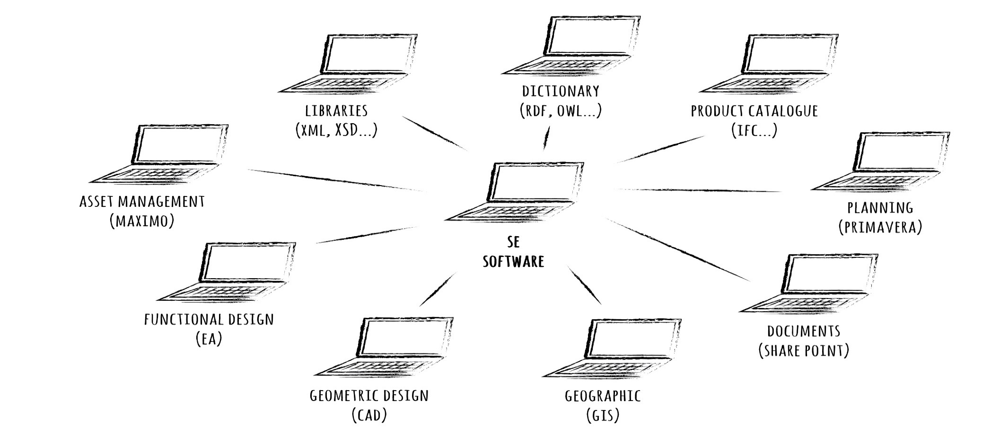 DICTIONARY
(RDF, OWL...)
LIBRARIES
(XML, XSD...)
PRODUCT CATALOGUE
(IFC...)
ASSET MANAGEMENT
(MAXIMO)
PLANNING
(PRIMAVERA)
SE
SOFTWARE
FUNCTIONAL DESIGN
(EA)
DOCUMENTS
(SHARE POINT)
GEOMETRIC DESIGN
(CAD)
GEOGRAPHIC
(GIS)